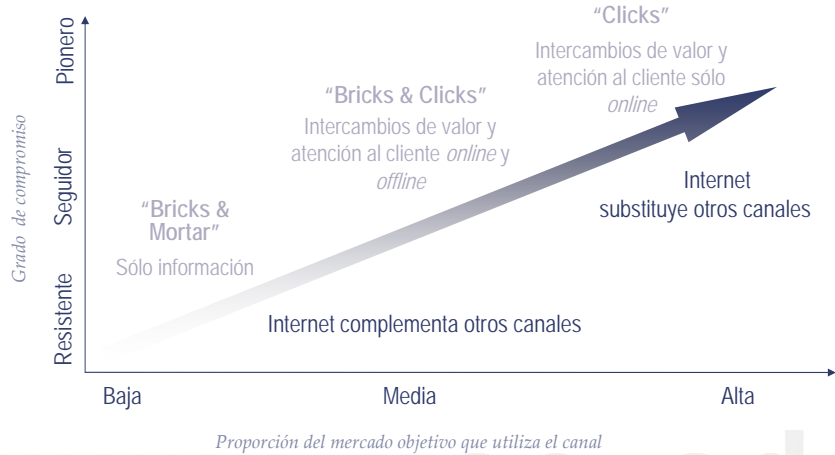 “Clicks”
Intercambios de valor y
atención al cliente sólo
online
“Bricks & Clicks”
Intercambios de valor y
atención al cliente online y
offline
“Bricks &
Mortar”
Sólo información
Internet
substituye otros canales
Internet complementa otros canales
Grado de compromiso
Pionero
Seguidor
Resistente
Baja
Media
Alta
Proporción del mercado objetivo que utiliza el canal